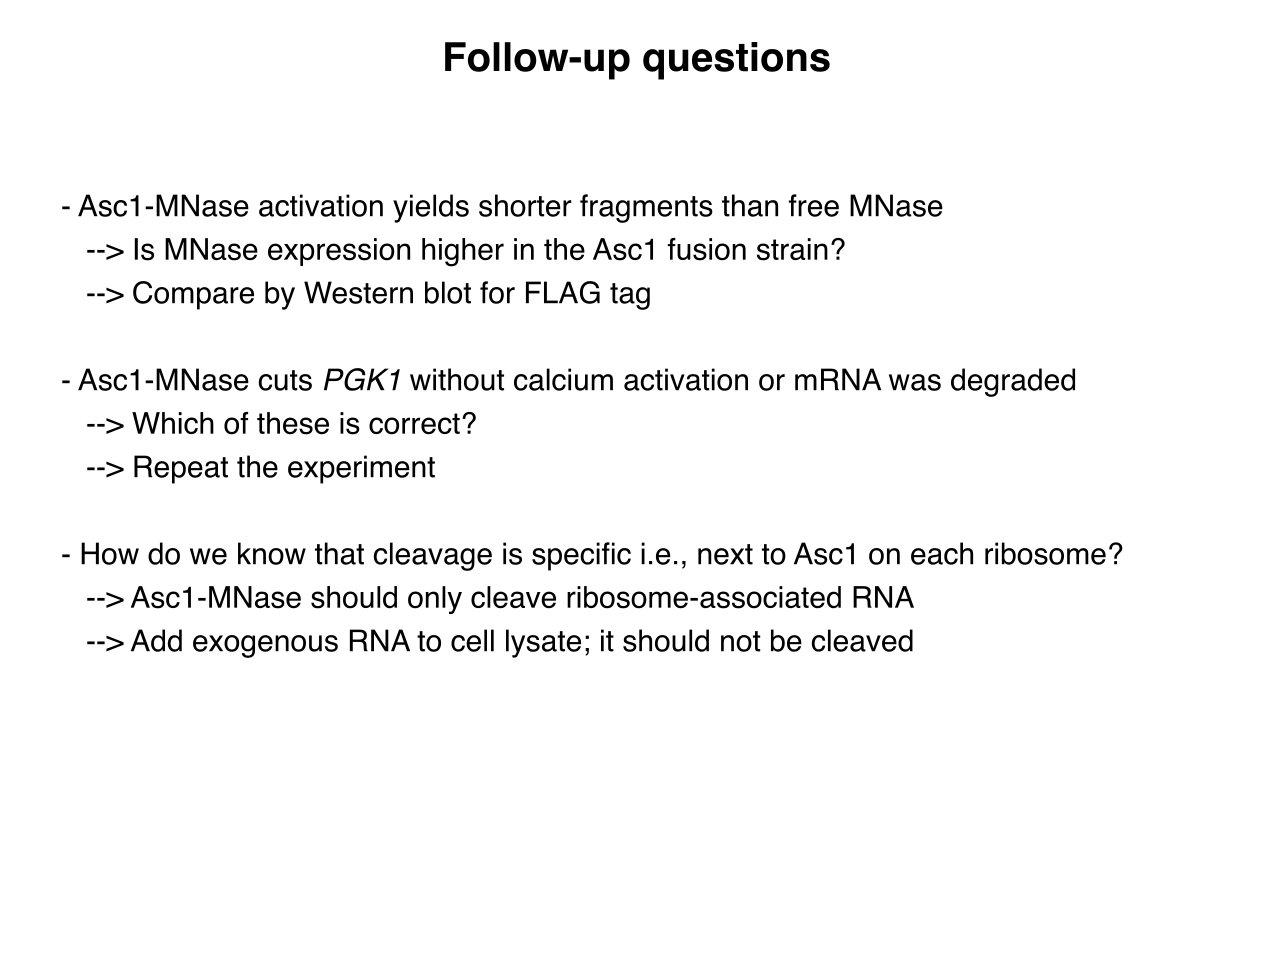 Follow-up questions
- Asc1-MNase activation yields shorter fragments than free MNase
--> Is MNase expression higher in the Asc1 fusion strain?
--> Compare by Western blot for FLAG tag
- Asc1-MNase cuts PGK1 without calcium activation or mRNA was degraded
--> Which of these is correct?
--> Repeat the experiment
- How do we know that cleavage is specific i.e., next to Asc1 on each ribosome?
--> Asc1-MNase should only cleave ribosome-associated RNA
--> Add exogenous RNA to cell lysate; it should not be cleaved